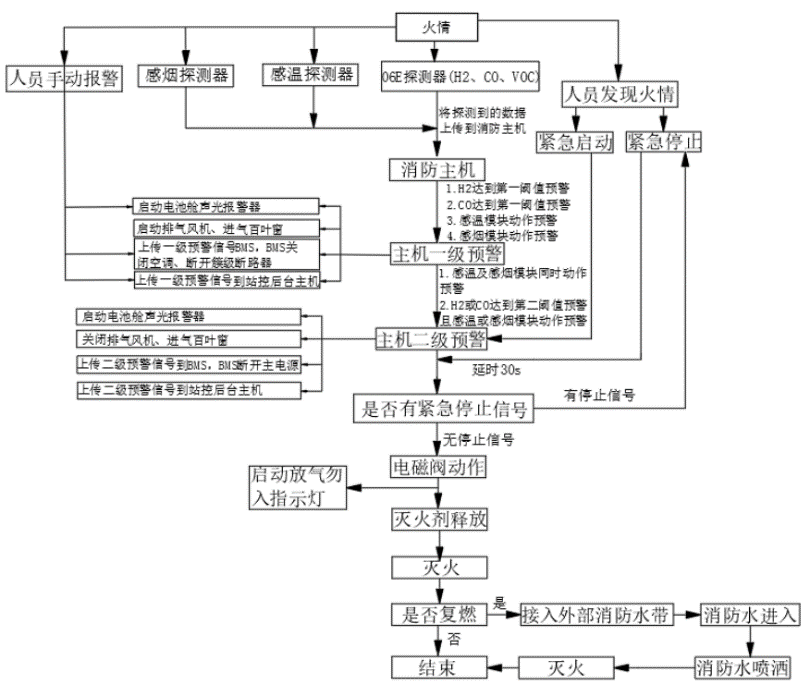 火情
人员手动报警
感烟探测器
感温探测器
O6E探测器(H2、CO、VOC)
人员发现火情
将探测到的数据
上传到消防主机
紧急启动
紧急停止
消防主机
1.H2达到第一阈值预警
2.CO达到第一阈值预警
3.感温模块动作预警
4.感烟模块动作预警
启动电池舱声光报警器
启动排气风机、进气百叶窗
上传一级预警信号BMS，BMS关
闭空调、断开簇级断路器
上传一级预警信号到站控后台主机
主机一级预警
1.感温及感烟模块同时动作
预警
2.H2或CO达到第二阈值预警
且感温或感烟模块动作预警
启动电池舱声光报警器
关闭排气风机、进气百叶窗
上传二级预警信号到BMS，BMS断开主电源
上传二级预警信号到站控后台主机
主机二级预警
延时30s
是否有紧急停止信号
有停止信号
无停止信号
电磁阀动作
启动放气勿
入指示灯
灭火剂释放
灭火
是否复燃
是
接入外部消防水带
消防水进入
否
结束
灭火
消防水喷洒